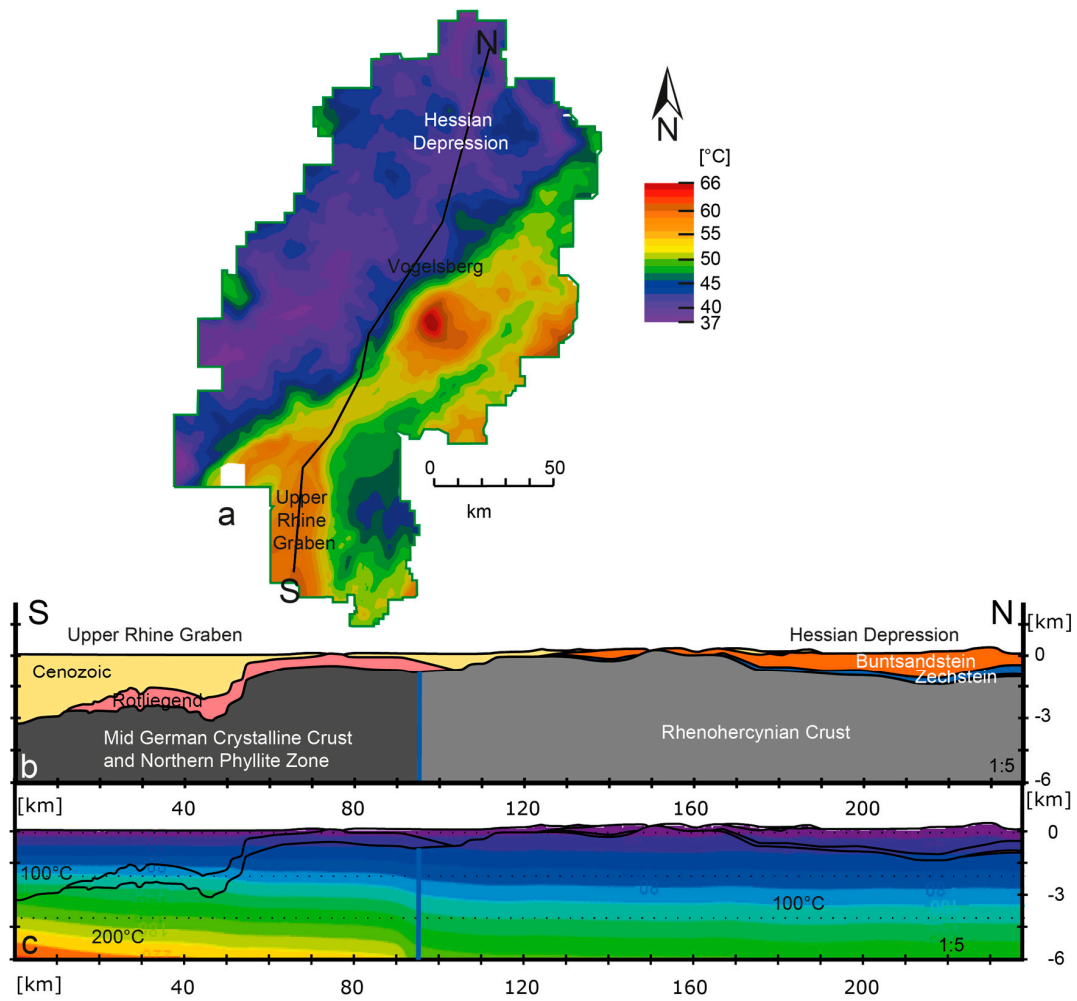 N
Hessian
Depression
N
[°C]
66
60
55
50
45
40
37
Vogelsberg
0 50
km
Upper
Rhine
Graben
a
S
S
N
[km]
Upper Rhine Graben
Hessian Depression
0
Cenozoic
Buntsandstein
Zechstein
Rotliegend
-3
Mid German Crystalline Crust
and Northern Phyllite Zone
Rhenohercynian Crust
b
1:5
-6
[km] 40 80 120 160 200 [km]
0
100°C
80
-3
100°C
200°C
c
1:5
-6
[km] 40 80 120 160 200